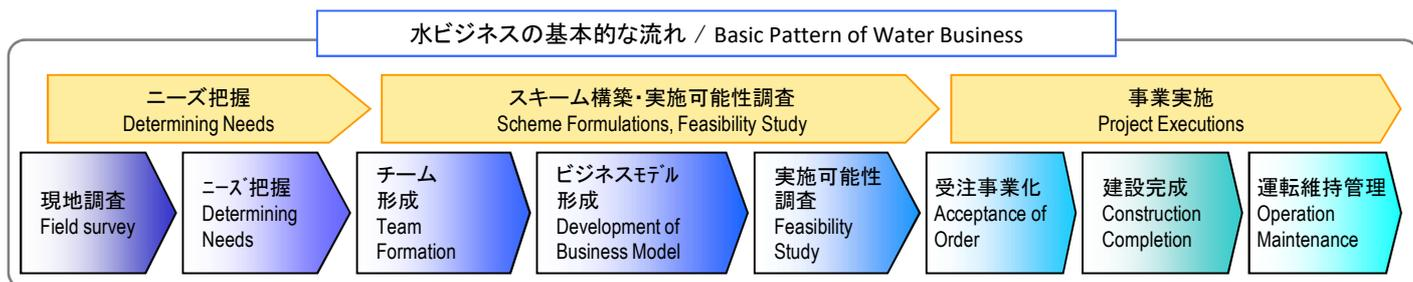 水ビジネスの基本的な流れ / Basic Pattern of Water Business
ニーズ把握
Determining Needs
スキーム構築・実施可能性調査
Scheme Formulations, Feasibility Study
事業実施
Project Executions
現地調査
Field survey
ニーズ把握
Determining
Needs
チーム
形成
Team
Formation
ビジネスモデル
形成
Development of
Business Model
実施可能性
調査
Feasibility
Study
受注事業化
Acceptance of
Order
建設完成
Construction
Completion
運転維持管理
Operation
Maintenance